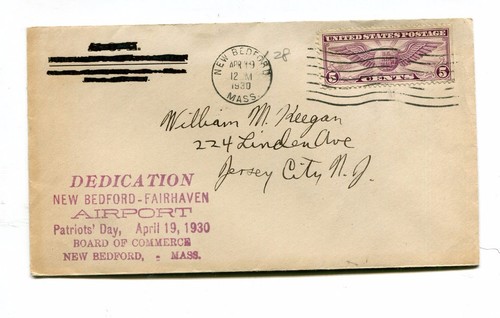 NEW BEDFORD
APR 19
12 M
1930
MASS.
28
UNITED STATES POSTAGE
5 CENTS 5
William M. Keegan
224 Linden Ave
Jersey City N.J.
DEDICATION
NEW BEDFORD-FAIRHAVEN
AIRPORT
Patriots' Day, April 19, 1930
BOARD OF COMMERCE
NEW BEDFORD, - MASS.